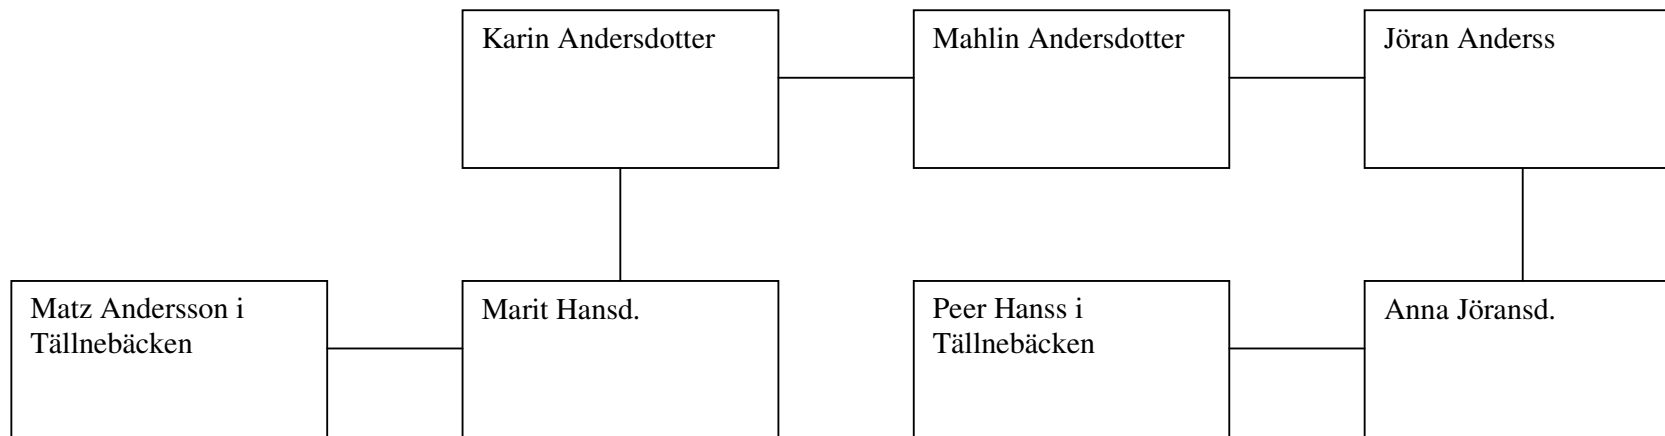 Karin Andersdotter
Mahlin Andersdotter
Jöran Anderss
Matz Andersson i
Tällnebäcken
Marit Hansd.
Peer Hanss i
Tällnebäcken
Anna Jöransd.